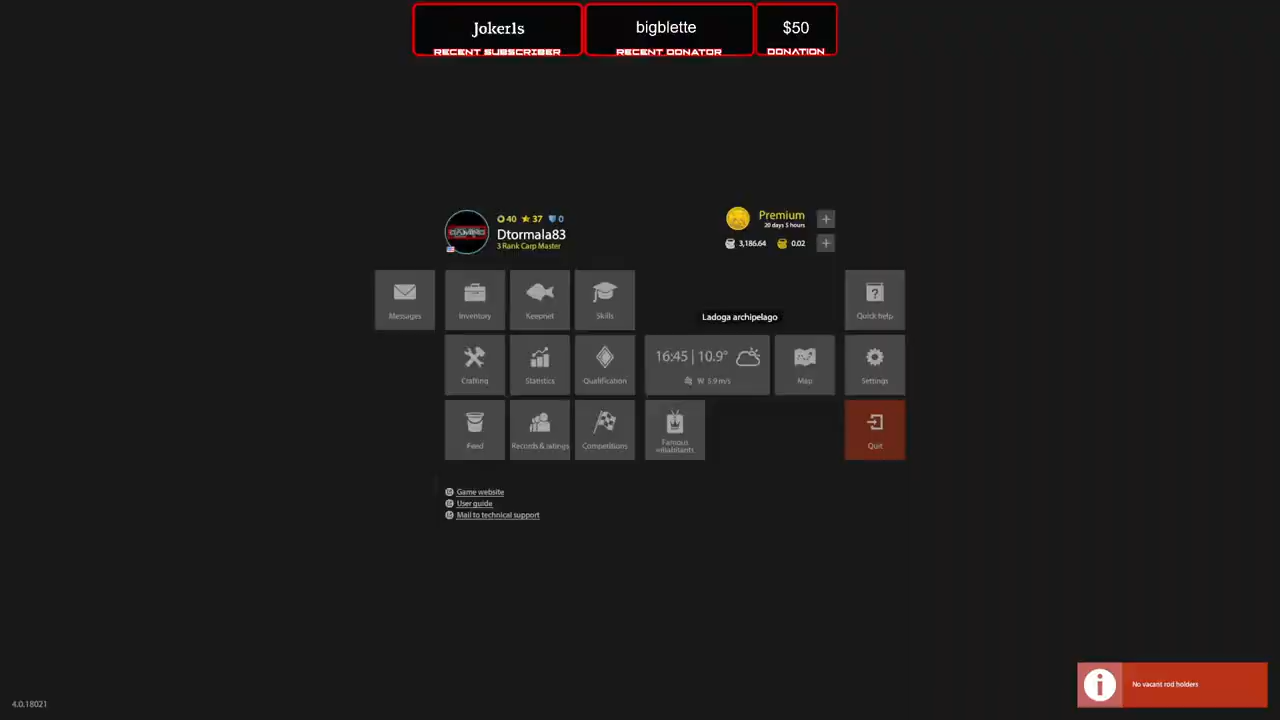 Joker1s
RECENT SUBSCRIBER
bigblette
RECENT DONATOR
$50
DONATION
40 37 0
Dtormala83
3 Rank Carp Master
Premium
20 days 5 hours
3,186.64 0.02
Messages
Inventory
Keepnet
Skills
Ladoga archipelago
Quick help
Crafting
Statistics
Qualification
16:45 | 10.9°
W 5.9 m/s
Map
Settings
Feed
Records & ratings
Competitions
Famous
inhabitants
Quit
Game website
User guide
Mail to technical support
No vacant rod holders
4.0.18021